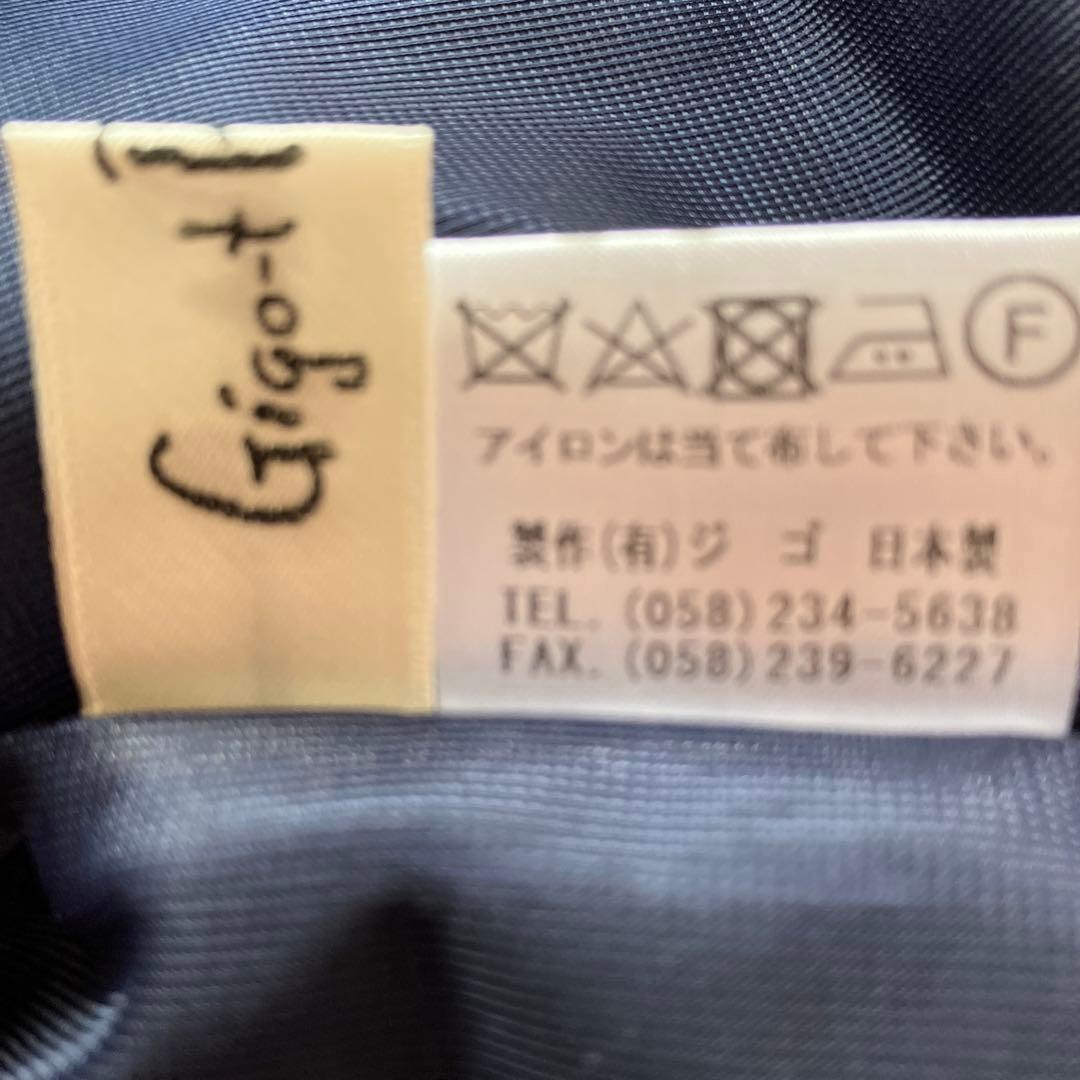 Gigo-t
F
アイロンは当て布して下さい。
製作(有)ジ ゴ 日本製
TEL. (058)234-5638
FAX. (058)239-6227